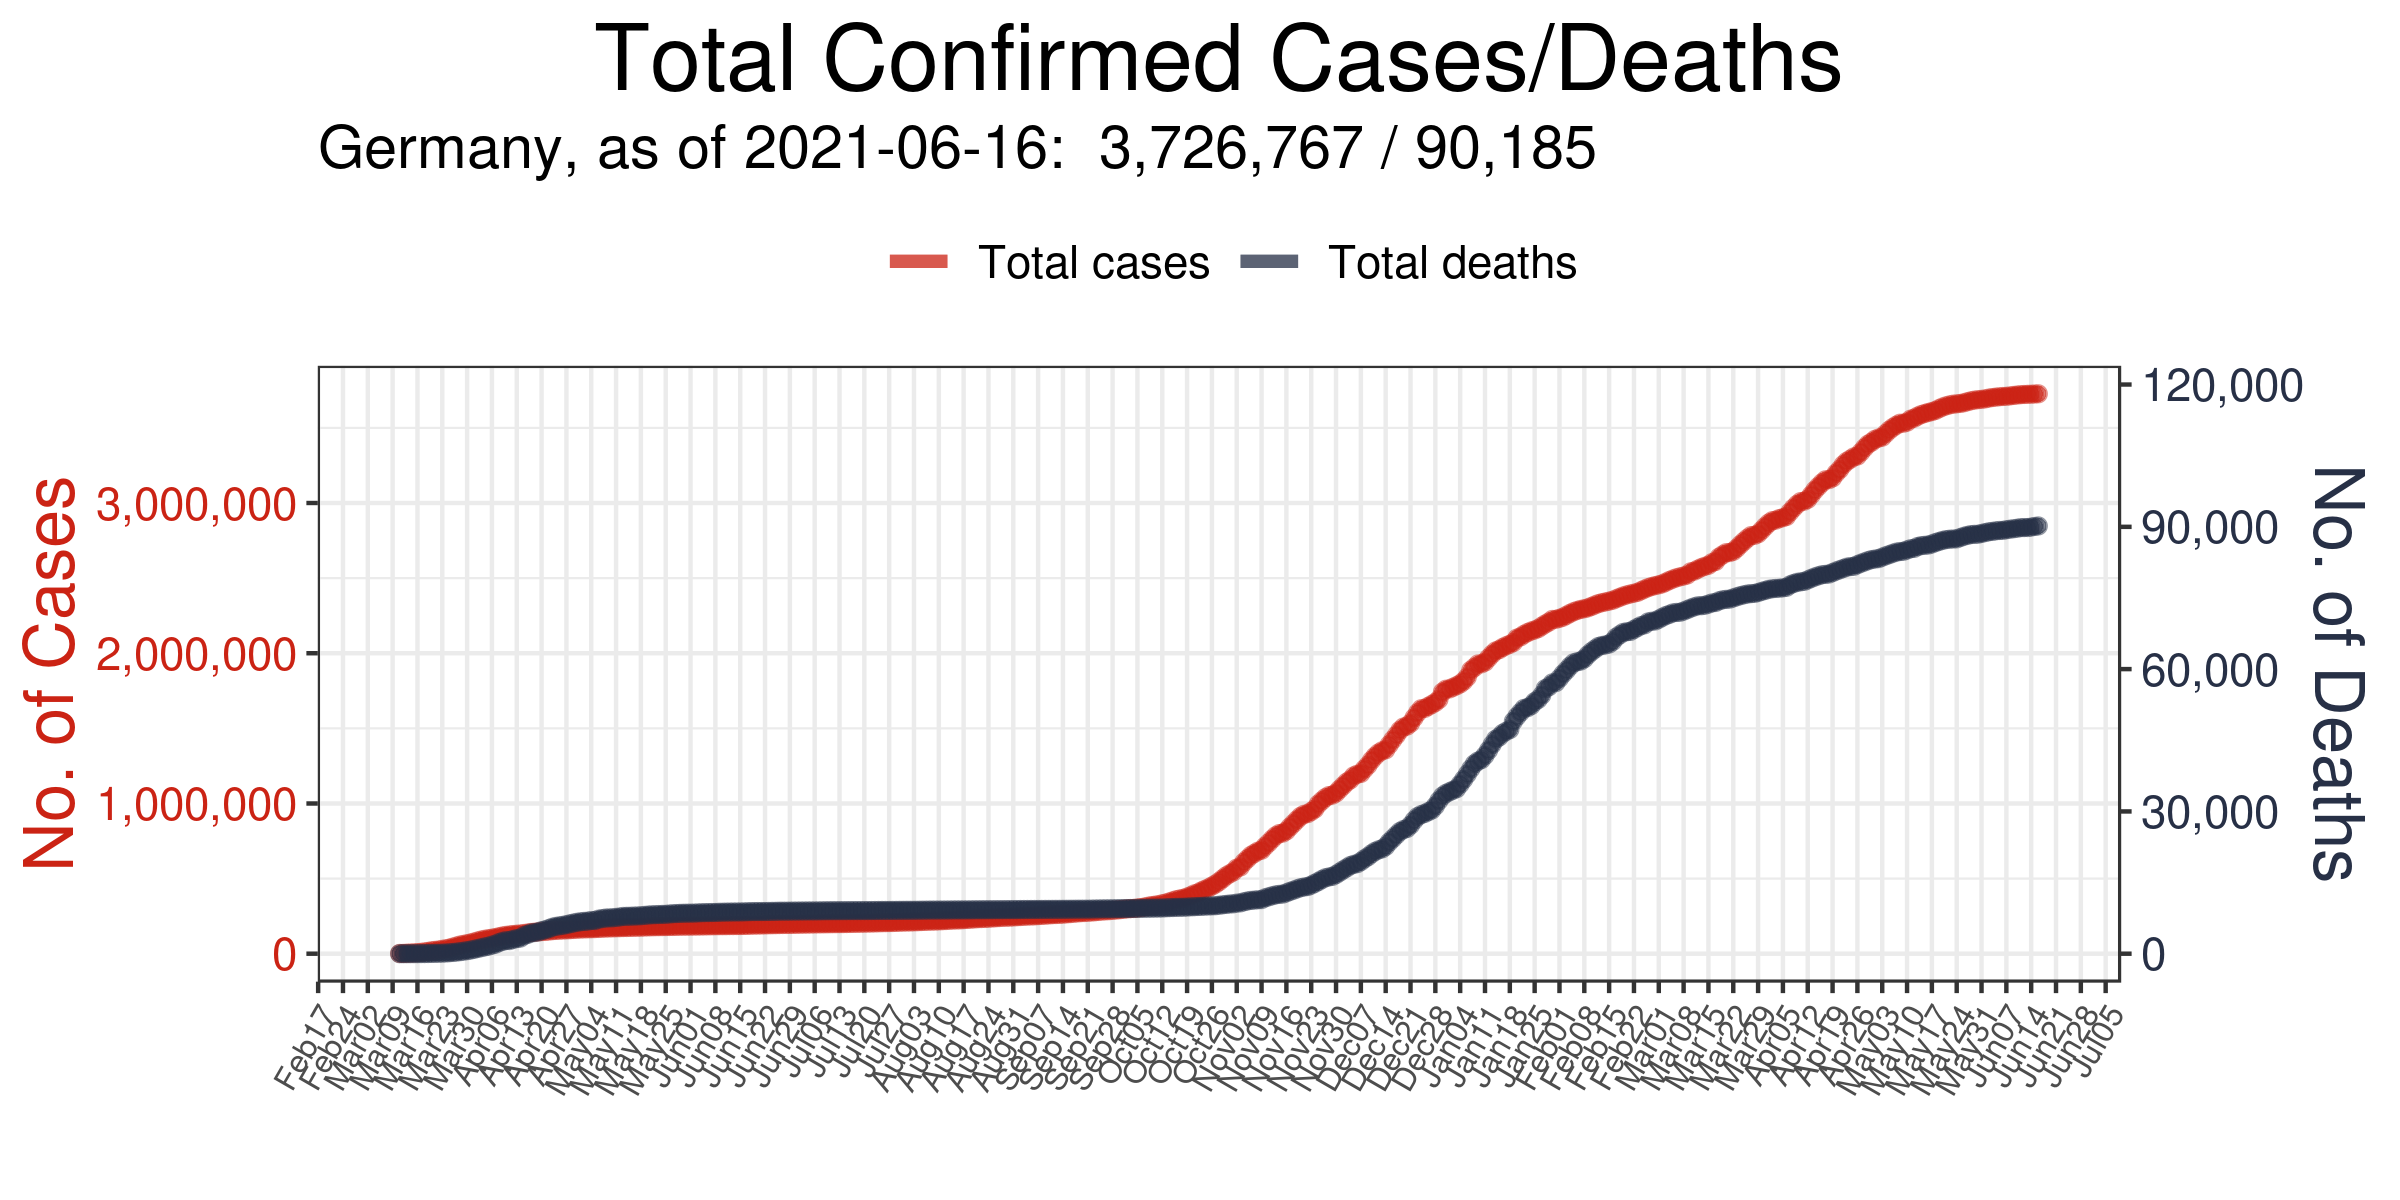 Total Confirmed Cases/Deaths
Germany, as of 2021-06-16:  3,726,767 / 90,185
Total cases
Total deaths
No. of Cases
3,000,000
2,000,000
1,000,000
0
120,000
90,000
60,000
30,000
0
No. of Deaths
Feb17
Feb24
Mar02
Mar09
Mar16
Mar23
Mar30
Apr06
Apr13
Apr20
Apr27
May04
May11
May18
May25
Jun01
Jun08
Jun15
Jun22
Jun29
Jul06
Jul13
Jul20
Jul27
Aug03
Aug10
Aug17
Aug24
Aug31
Sep07
Sep14
Sep21
Sep28
Oct05
Oct12
Oct19
Oct26
Nov02
Nov09
Nov16
Nov23
Nov30
Dec07
Dec14
Dec21
Dec28
Jan04
Jan11
Jan18
Jan25
Feb01
Feb08
Feb15
Feb22
Mar01
Mar08
Mar15
Mar22
Mar29
Apr05
Apr12
Apr19
Apr26
May03
May10
May17
May24
May31
Jun07
Jun14
Jun21
Jun28
Jul05